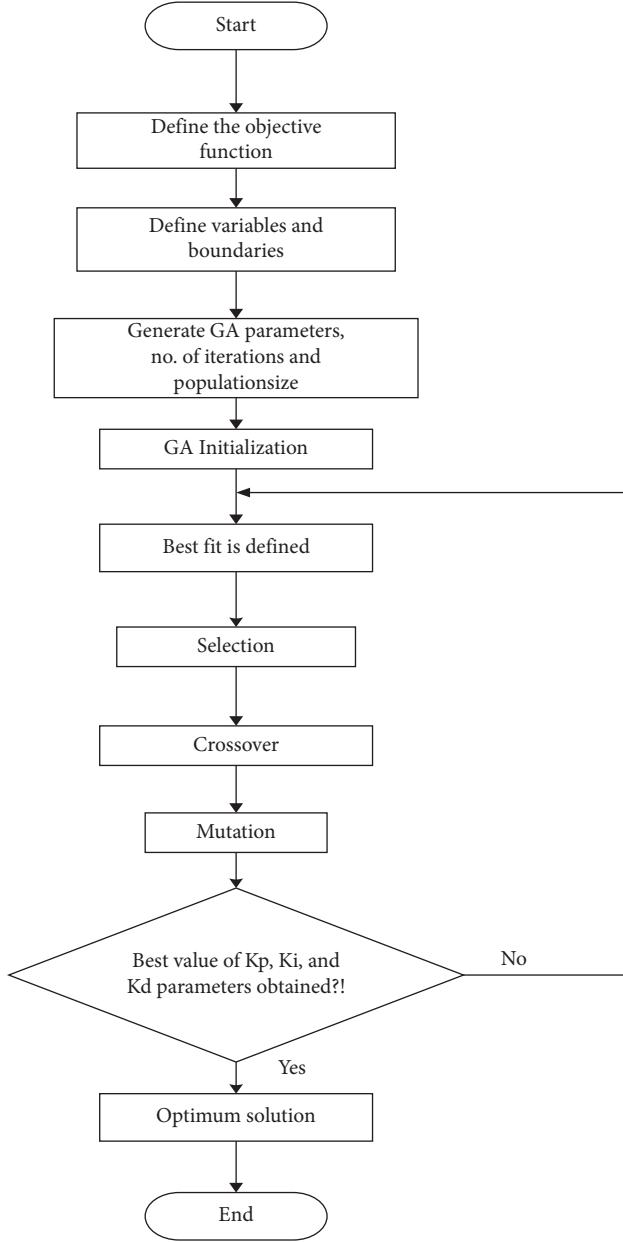 Start
Define the objective
function
Define variables and
boundaries
Generate GA parameters,
no. of iterations and
populationsize
GA Initialization
Best fit is defined
Selection
Crossover
Mutation
Best value of Kp, Ki, and
Kd parameters obtained?!
No
Yes
Optimum solution
End